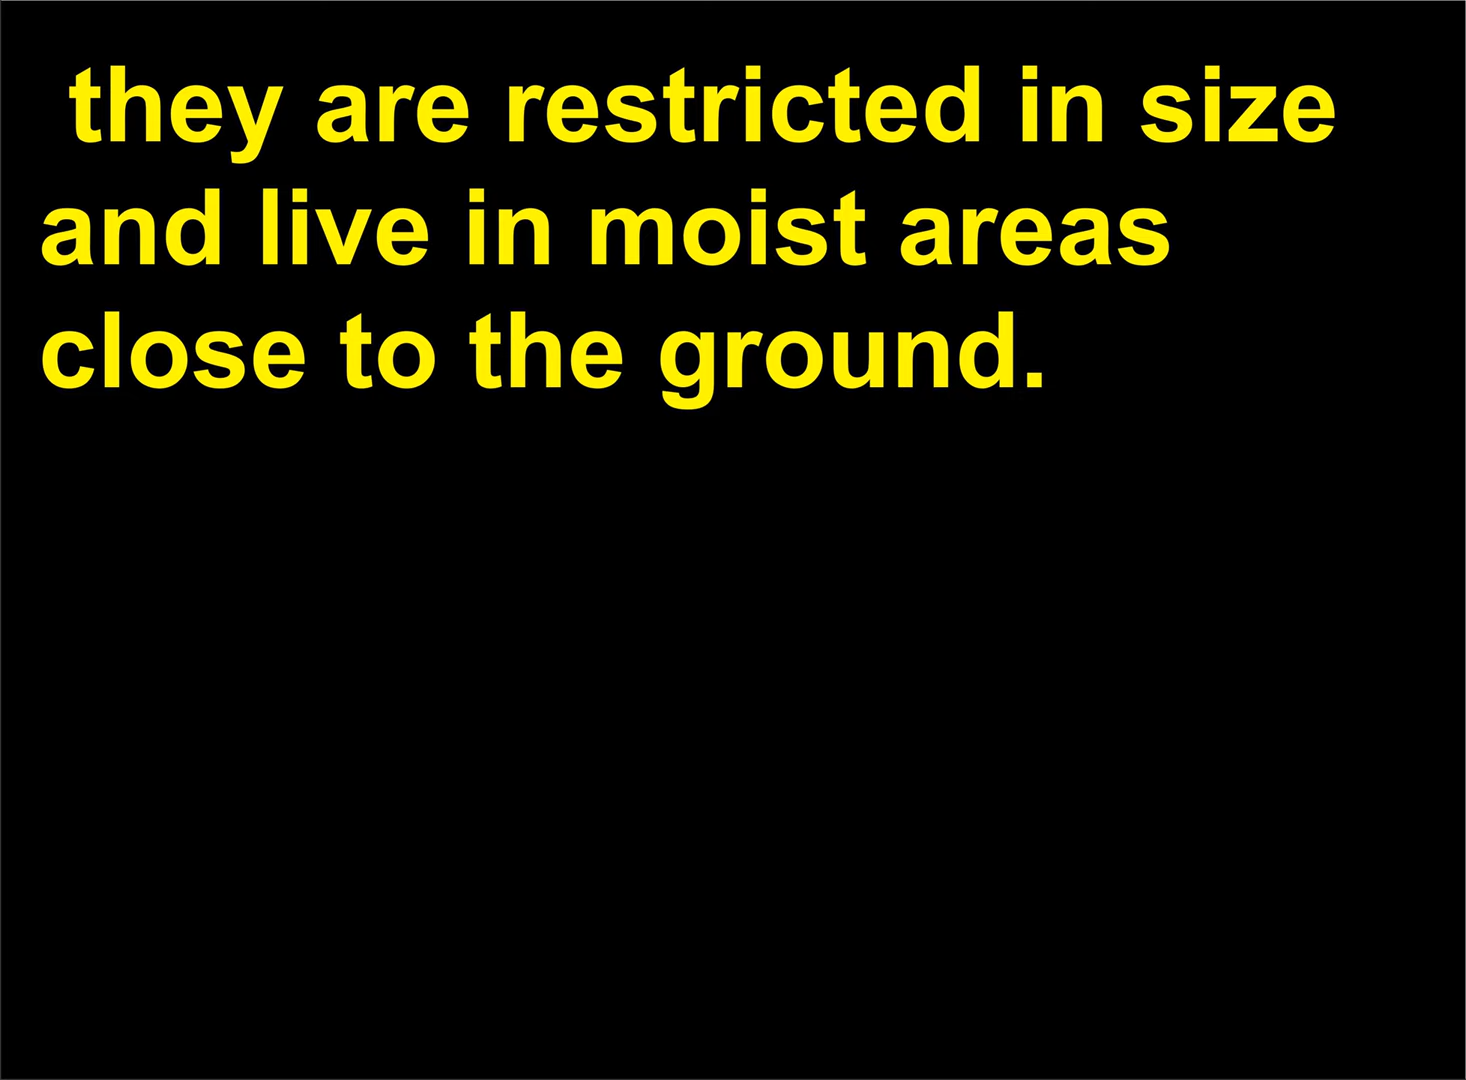 they are restricted in size
and live in moist areas
close to the ground.